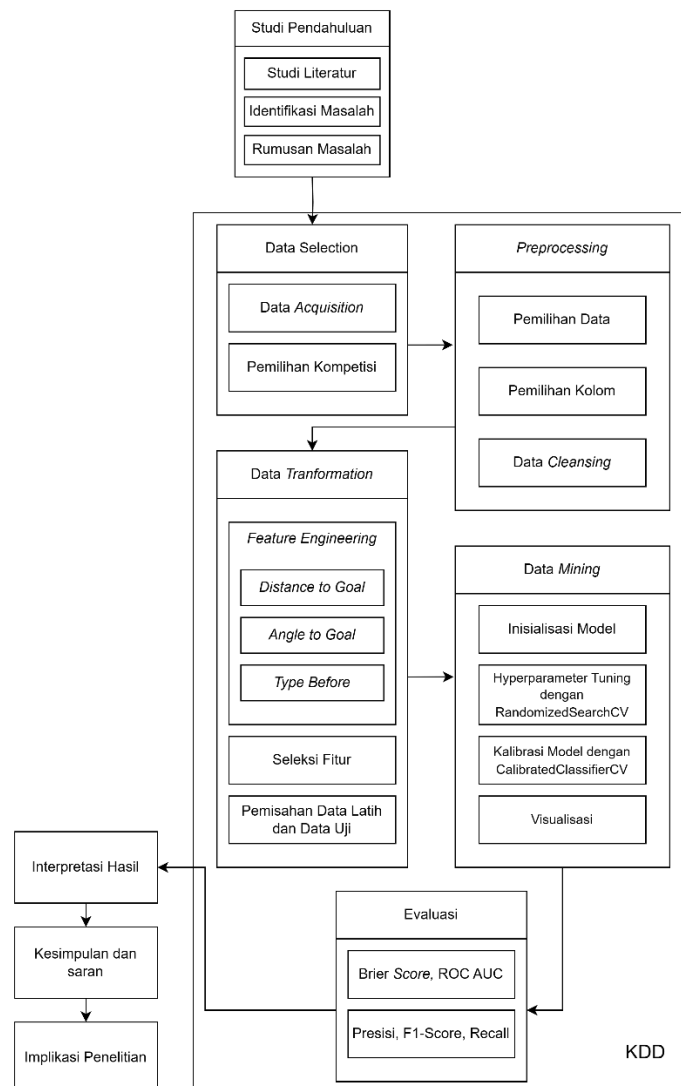 Studi Pendahuluan
Studi Literatur
Identifikasi Masalah
Rumusan Masalah
Data Selection
Data Acquisition
Pemilihan Kompetisi
Preprocessing
Pemilihan Data
Pemilihan Kolom
Data Cleansing
Data Tranformation
Feature Engineering
Distance to Goal
Angle to Goal
Type Before
Seleksi Fitur
Pemisahan Data Latih
dan Data Uji
Data Mining
Inisialisasi Model
Hyperparameter Tuning
dengan
RandomizedSearchCV
Kalibrasi Model dengan
CalibratedClassifierCV
Visualisasi
Evaluasi
Brier Score, ROC AUC
Presisi, F1-Score, Recall
KDD
Interpretasi Hasil
Kesimpulan dan
saran
Implikasi Penelitian